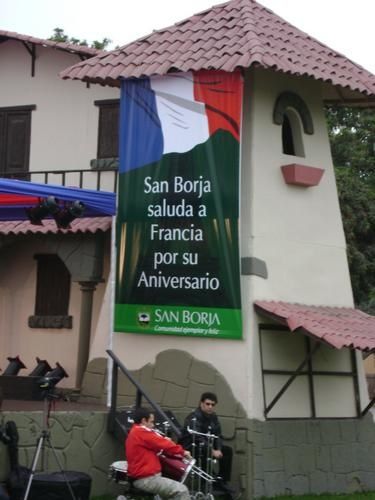 San Borja
saluda a
Francia
por su
Aniversario
SAN BORJA
Comunidad ejemplar y feliz